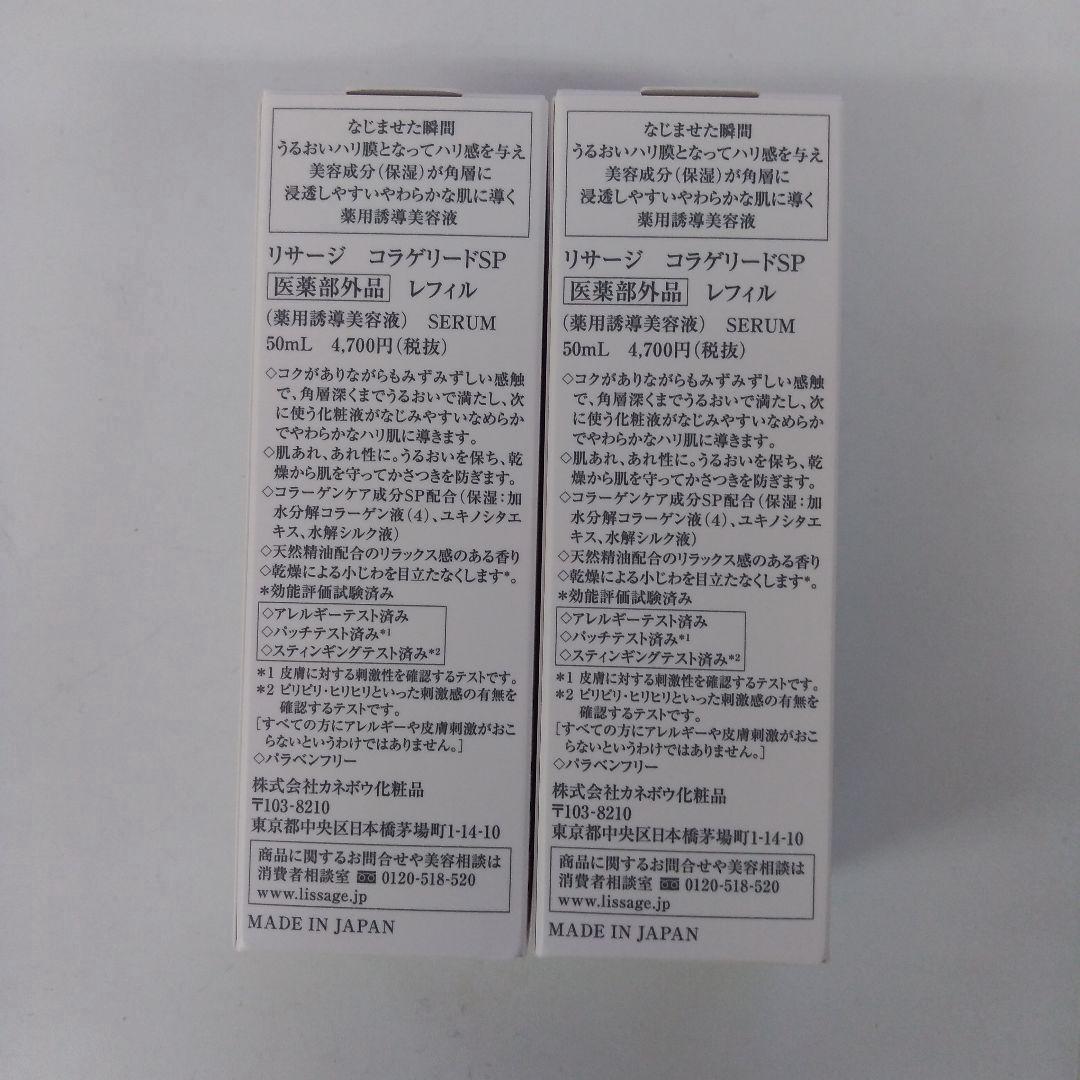 なじませた瞬間
うるおいハリ膜となってハリ感を与え
美容成分(保湿)が角層に
浸透しやすいやわらかな肌に導く
薬用誘導美容液
リサージ　コラゲリードSP
医薬部外品　レフィル
(薬用誘導美容液)　SERUM
50mL　4,700円(税抜)
◇コクがありながらもみずみずしい感触
で、角層深くまでうるおいで満たし、次
に使う化粧液がなじみやすいなめらか
でやわらかなハリ肌に導きます。
◇肌あれ、あれ性に。うるおいを保ち、乾
燥から肌を守ってかさつきを防ぎます。
◇コラーゲンケア成分SP配合(保湿:加
水分解コラーゲン液(4)、ユキノシタエ
キス、水解シルク液)
◇天然精油配合のリラックス感のある香り
◇乾燥による小じわを目立たなくします*。
*効能評価試験済み
◇アレルギーテスト済み
◇パッチテスト済み*1
◇スティンギングテスト済み*2
*1 皮膚に対する刺激性を確認するテストです。
*2 ピリピリ・ヒリヒリといった刺激感の有無を
確認するテストです。
[すべての方にアレルギーや皮膚刺激がおこ
らないというわけではありません。]
◇パラベンフリー
株式会社カネボウ化粧品
〒103-8210
東京都中央区日本橋茅場町1-14-10
商品に関するお問合せや美容相談は
消費者相談室 0120-518-520
www.lissage.jp
MADE IN JAPAN
なじませた瞬間
うるおいハリ膜となってハリ感を与え
美容成分(保湿)が角層に
浸透しやすいやわらかな肌に導く
薬用誘導美容液
リサージ　コラゲリードSP
医薬部外品　レフィル
(薬用誘導美容液)　SERUM
50mL　4,700円(税抜)
◇コクがありながらもみずみずしい感触
で、角層深くまでうるおいで満たし、次
に使う化粧液がなじみやすいなめらか
でやわらかなハリ肌に導きます。
◇肌あれ、あれ性に。うるおいを保ち、乾
燥から肌を守ってかさつきを防ぎます。
◇コラーゲンケア成分SP配合(保湿:加
水分解コラーゲン液(4)、ユキノシタエ
キス、水解シルク液)
◇天然精油配合のリラックス感のある香り
◇乾燥による小じわを目立たなくします*。
*効能評価試験済み
◇アレルギーテスト済み
◇パッチテスト済み*1
◇スティンギングテスト済み*2
*1 皮膚に対する刺激性を確認するテストです。
*2 ピリピリ・ヒリヒリといった刺激感の有無を
確認するテストです。
[すべての方にアレルギーや皮膚刺激がおこ
らないというわけではありません。]
◇パラベンフリー
株式会社カネボウ化粧品
〒103-8210
東京都中央区日本橋茅場町1-14-10
商品に関するお問合せや美容相談は
消費者相談室 0120-518-520
www.lissage.jp
MADE IN JAPAN